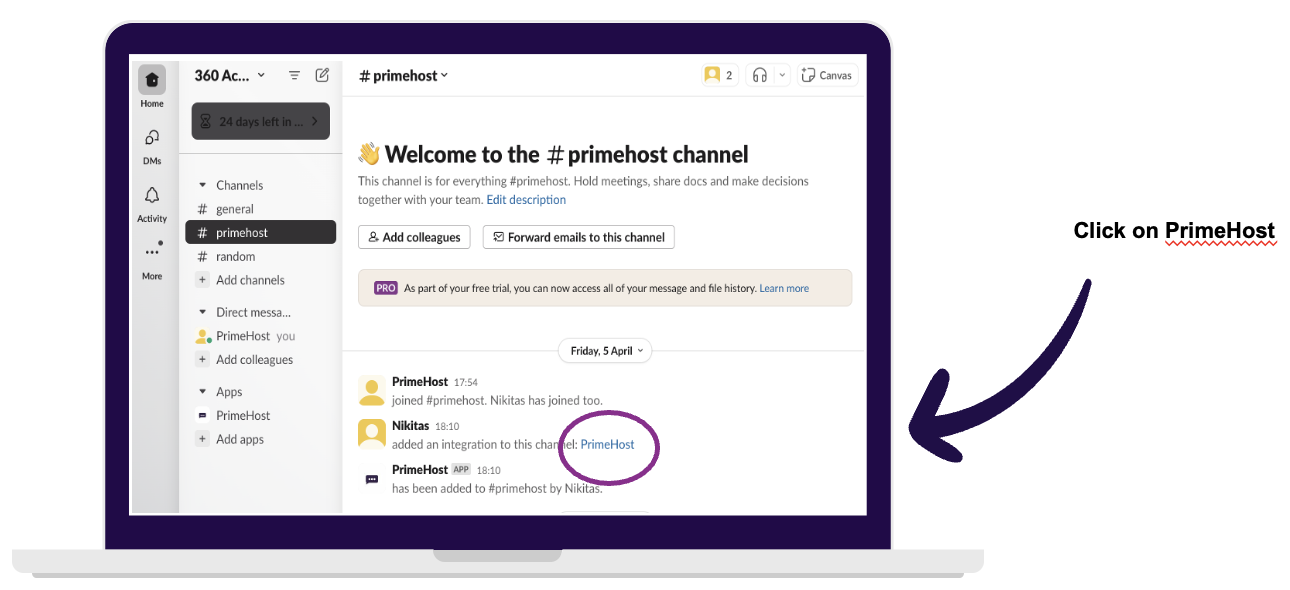 360 Ac...
# primehost
2
Canvas
Home
24 days left in ...
DMs
Activity
More
Channels
# general
# primehost
# random
+ Add channels
Direct messa...
PrimeHost you
+ Add colleagues
Apps
PrimeHost
+ Add apps
👋 Welcome to the # primehost channel
This channel is for everything #primehost. Hold meetings, share docs and make decisions
together with your team. Edit description
Add colleagues
Forward emails to this channel
PRO As part of your free trial, you can now access all of your message and file history. Learn more
Friday, 5 April
PrimeHost 17:54
joined #primehost. Nikitas has joined too.
Nikitas 18:10
added an integration to this channel: PrimeHost
PrimeHost APP 18:10
has been added to #primehost by Nikitas.
Click on PrimeHost